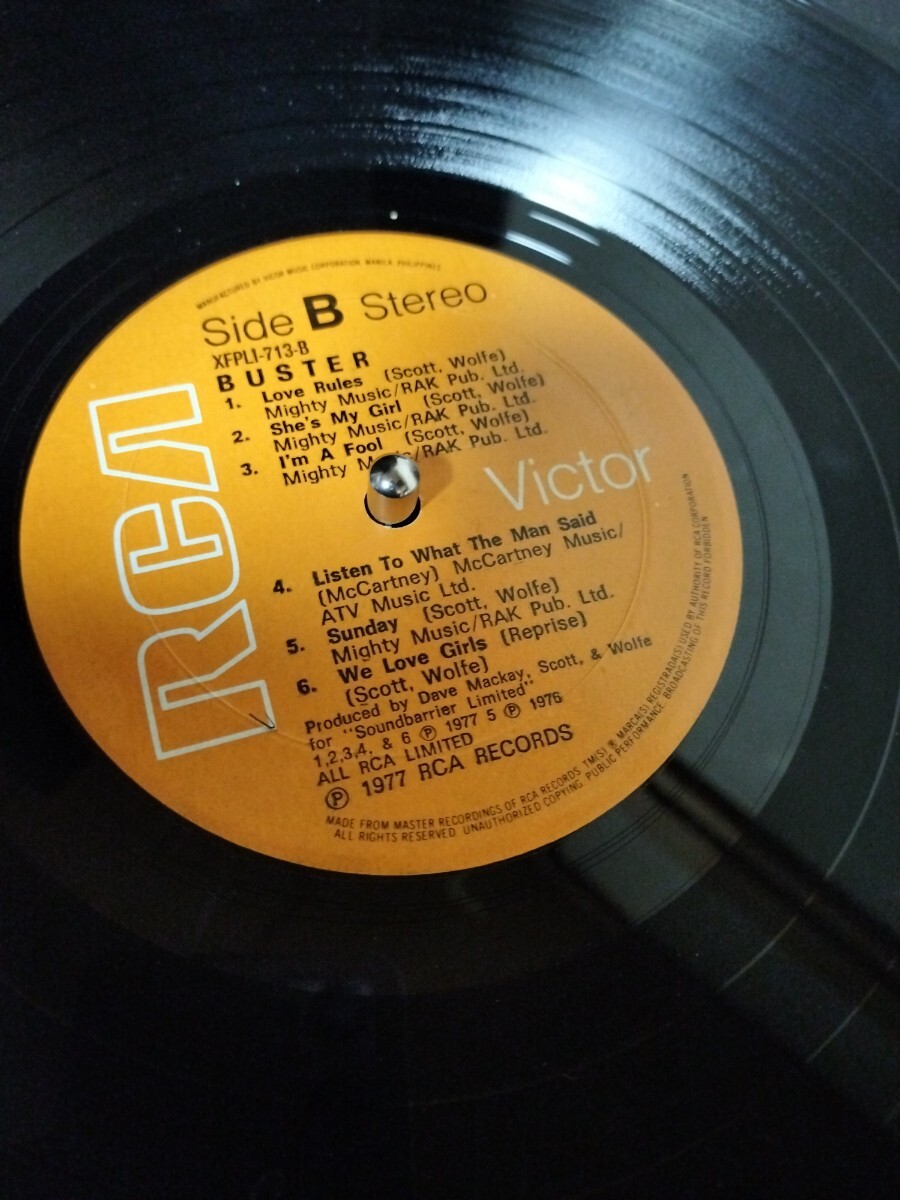 MANUFACTURED BY VICTOR MUSIC CORPORATION. MANILA, PHILIPPINES
Side B Stereo
XFPLI-713-B
BUSTER
1. Love Rules (Scott, Wolfe)
Mighty Music/RAK Pub. Ltd.
2. She's My Girl (Scott, Wolfe)
Mighty Music/RAK Pub. Ltd.
3. I'm A Fool (Scott, Wolfe)
Mighty Music/RAK Pub. Ltd.
RCA
Victor
4. Listen To What The Man Said
(McCartney) McCartney Music/
ATV Music Ltd.
5. Sunday (Scott, Wolfe)
Mighty Music/RAK Pub. Ltd.
6. We Love Girls (Reprise)
(Scott, Wolfe)
Produced by Dave Mackay, Scott, & Wolfe
for "Soundbarrier Limited"
1,2,3,4, & 6 ℗ 1977 5 ℗ 1976
ALL RCA LIMITED
℗ 1977 RCA RECORDS
MADE FROM MASTER RECORDINGS OF RCA RECORDS. TM(S) ® MARCA(S) REGISTRADA(S) USED BY AUTHORITY OF RCA CORPORATION
ALL RIGHTS RESERVED. UNAUTHORIZED COPYING, PUBLIC PERFORMANCE, BROADCASTING OF THIS RECORD FORBIDDEN